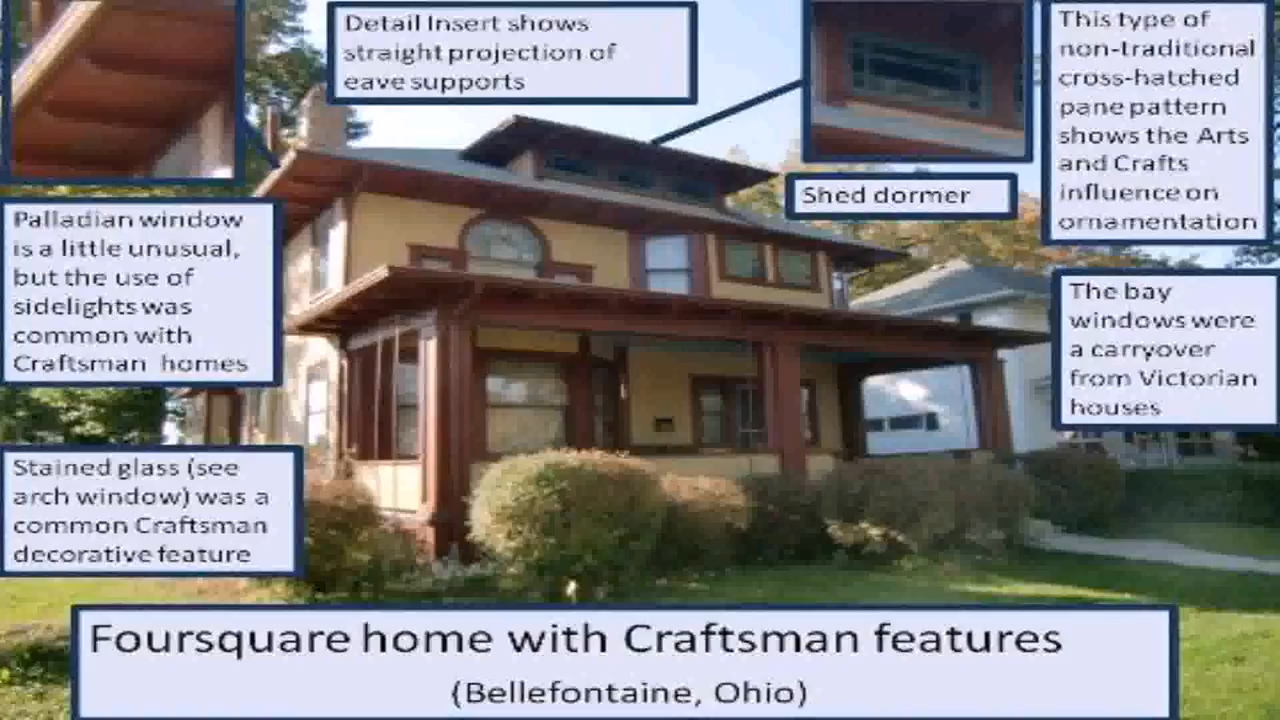 Detail Insert shows
straight projection of
eave supports
This type of
non-traditional
cross-hatched
pane pattern
shows the Arts
and Crafts
influence on
ornamentation
Shed dormer
Palladian window
is a little unusual,
but the use of
sidelights was
common with
Craftsman homes
The bay
windows were
a carryover
from Victorian
houses
Stained glass (see
arch window) was a
common Craftsman
decorative feature
Foursquare home with Craftsman features
(Bellefontaine, Ohio)